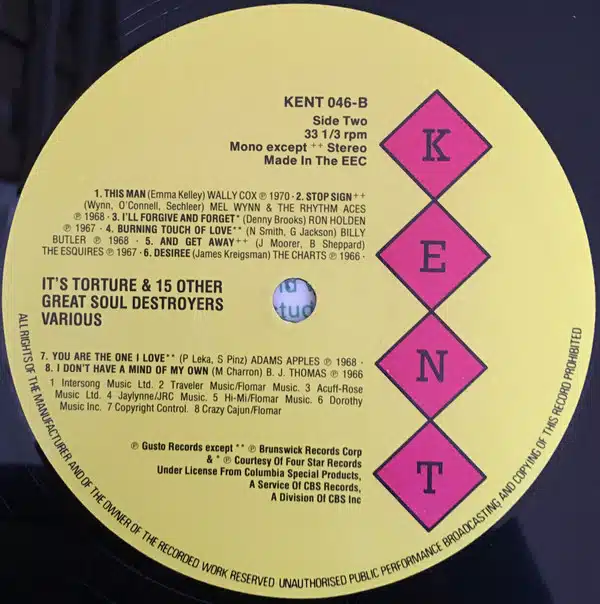 KENT 046-B
Side Two
33 1/3 rpm
Mono except ++ Stereo
Made In The EEC
K
E
N
T
1. THIS MAN (Emma Kelley) WALLY COX ℗ 1970 · 2. STOP SIGN++
(Wynn, O'Connell, Sechleer) MEL WYNN & THE RHYTHM ACES
℗ 1968 · 3. I'LL FORGIVE AND FORGET* (Denny Brooks) RON HOLDEN
℗ 1967 · 4. BURNING TOUCH OF LOVE** (N Smith, G Jackson) BILLY
BUTLER ℗ 1968 · 5. AND GET AWAY++ (J Moorer, B Sheppard)
THE ESQUIRES ℗ 1967 · 6. DESIREE (James Kreigsman) THE CHARTS ℗ 1966 ·
IT'S TORTURE & 15 OTHER
GREAT SOUL DESTROYERS
VARIOUS
7. YOU ARE THE ONE I LOVE** (P Leka, S Pinz) ADAMS APPLES ℗ 1968 ·
8. I DON'T HAVE A MIND OF MY OWN (M Charron) B. J. THOMAS ℗ 1966
1 Intersong Music Ltd. 2 Traveler Music/Flomar Music. 3 Acuff-Rose
Music Ltd. 4 Jaylynne/JRC Music. 5 Hi-Mi/Flomar Music. 6 Dorothy
Music Inc. 7 Copyright Control. 8 Crazy Cajun/Flomar
℗ Gusto Records except ** ℗ Brunswick Records Corp
& * ℗ Courtesy Of Four Star Records
Under License From Columbia Special Products,
A Service Of CBS Records,
A Division Of CBS Inc
ALL RIGHTS OF THE MANUFACTURER AND OF THE OWNER OF THE RECORDED WORK RESERVED UNAUTHORISED PUBLIC PERFORMANCE BROADCASTING AND COPYING OF THIS RECORD PROHIBITED